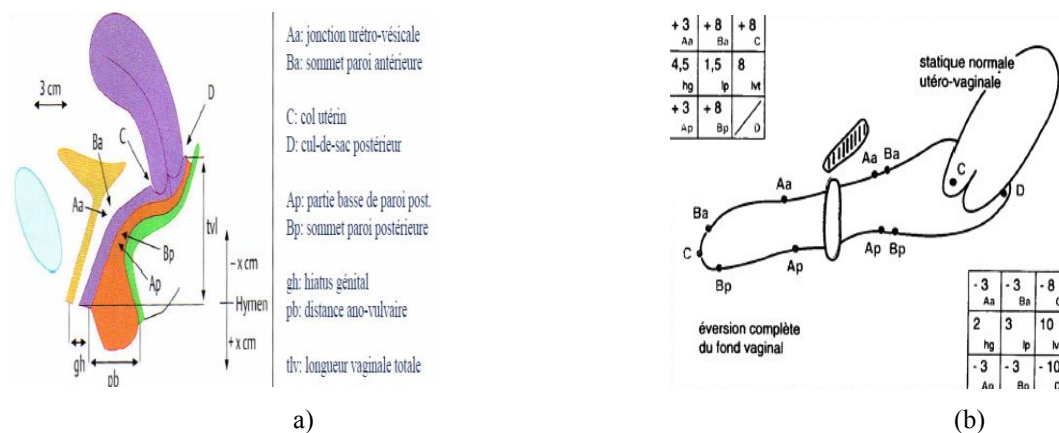 3 cm
D
C
Ba
Aa
tvl
Bp
Ap
– x cm
Hymen
+ x cm
gh
pb
Aa: jonction urétro-vésicale
Ba: sommet paroi antérieure
C: col utérin
D: cul-de-sac postérieur
Ap: partie basse de paroi post.
Bp: sommet paroi postérieure
gh: hiatus génital
pb: distance ano-vulvaire
tlv: longueur vaginale totale
a)
+ 3 + 8 + 8
Aa Ba C
4,5 1,5 8
hg lp lvt
+ 3 + 8
Ap Bp D
statique normale
utéro-vaginale
Aa Ba
C
D
Ap Bp
Aa
Ba
C
Bp
Ap
éversion complète
du fond vaginal
- 3 - 3 - 8
Aa Ba
2 3 10
hg lp
- 3 - 3 - 10
Ap Bp
(b)